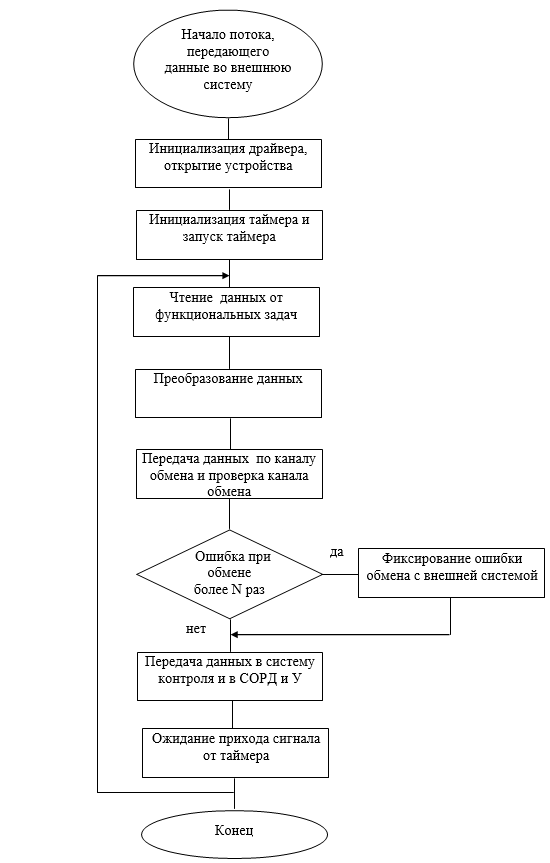 Начало потока,
передающего
данные во внешнюю
систему
Инициализация драйвера,
открытие устройства
Инициализация таймера и
запуск таймера
Чтение данных от
функциональных задач
Преобразование данных
Передача данных по каналу
обмена и проверка канала
обмена
Ошибка при
обмене
более N раз
да
Фиксирование ошибки
обмена с внешней системой
нет
Передача данных в систему
контроля и в СОРД и У
Ожидание прихода сигнала
от таймера
Конец